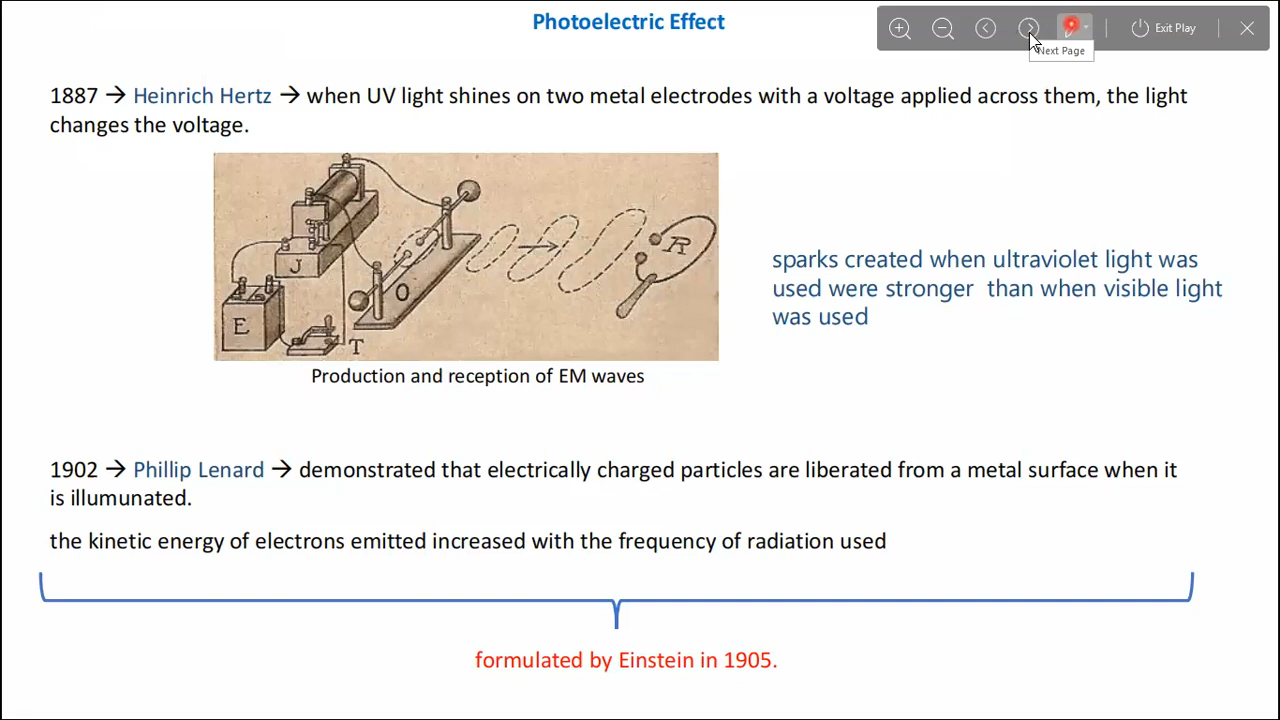 Photoelectric Effect
Exit Play
Next Page
1887 → Heinrich Hertz → when UV light shines on two metal electrodes with a voltage applied across them, the light
changes the voltage.
J
E
T
O
R
sparks created when ultraviolet light was
used were stronger than when visible light
was used
Production and reception of EM waves
1902 → Phillip Lenard → demonstrated that electrically charged particles are liberated from a metal surface when it
is illumunated.
the kinetic energy of electrons emitted increased with the frequency of radiation used
formulated by Einstein in 1905.